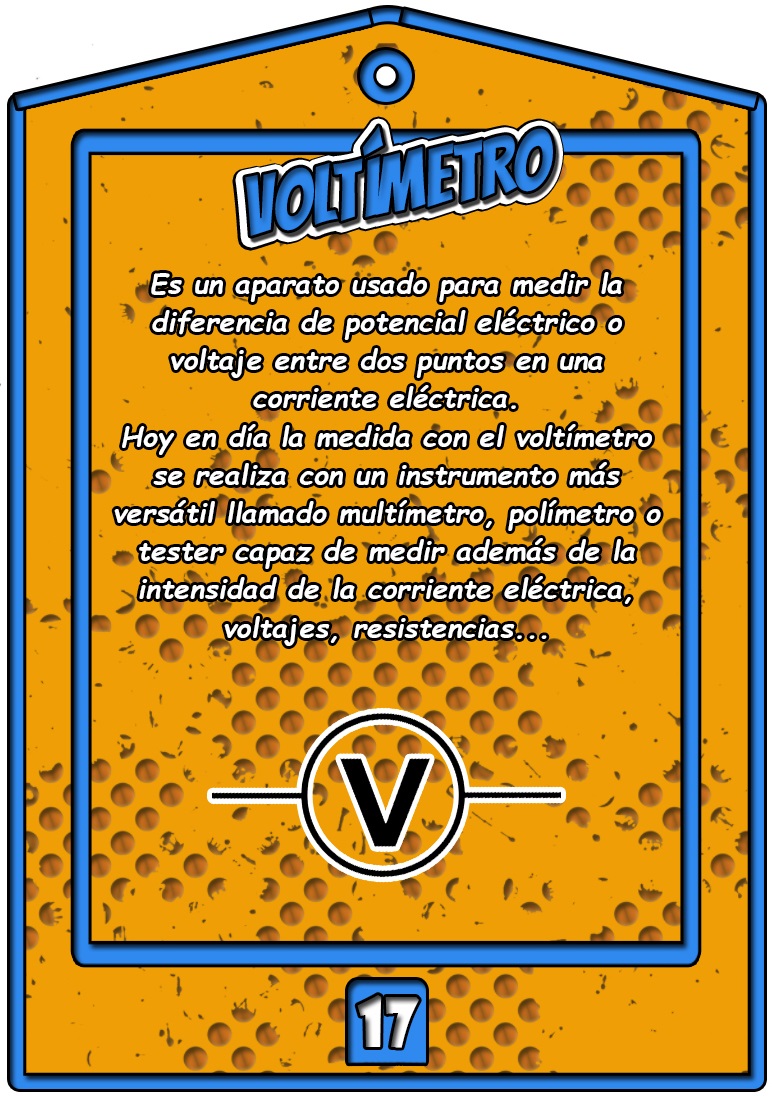 VOLTÍMETRO
Es un aparato usado para medir la
diferencia de potencial eléctrico o
voltaje entre dos puntos en una
corriente eléctrica.
Hoy en día la medida con el voltímetro
se realiza con un instrumento más
versátil llamado multímetro, polímetro o
tester capaz de medir además de la
intensidad de la corriente eléctrica,
voltajes, resistencias...
V
17